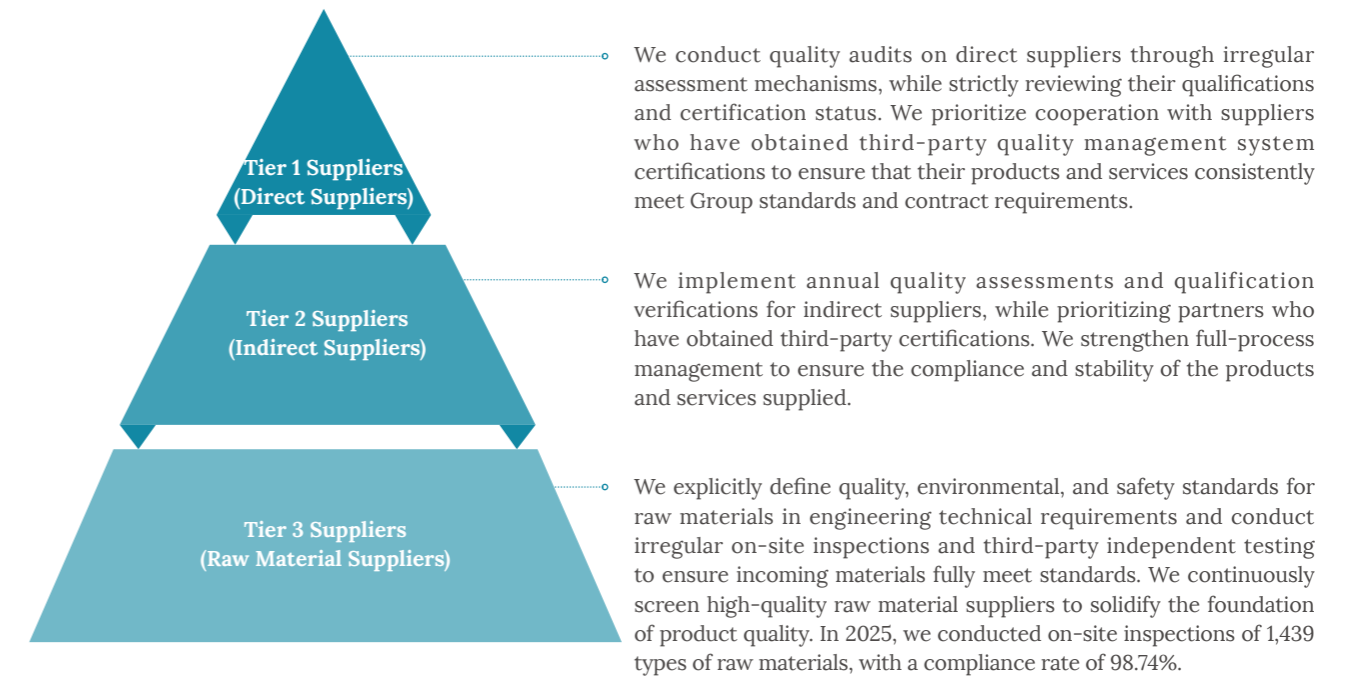 Tier 1 Suppliers
(Direct Suppliers)
We conduct quality audits on direct suppliers through irregular
assessment mechanisms, while strictly reviewing their qualifications
and certification status. We prioritize cooperation with suppliers
who have obtained third-party quality management system
certifications to ensure that their products and services consistently
meet Group standards and contract requirements.
Tier 2 Suppliers
(Indirect Suppliers)
We implement annual quality assessments and qualification
verifications for indirect suppliers, while prioritizing partners who
have obtained third-party certifications. We strengthen full-process
management to ensure the compliance and stability of the products
and services supplied.
Tier 3 Suppliers
(Raw Material Suppliers)
We explicitly define quality, environmental, and safety standards for
raw materials in engineering technical requirements and conduct
irregular on-site inspections and third-party independent testing
to ensure incoming materials fully meet standards. We continuously
screen high-quality raw material suppliers to solidify the foundation
of product quality. In 2025, we conducted on-site inspections of 1,439
types of raw materials, with a compliance rate of 98.74%.